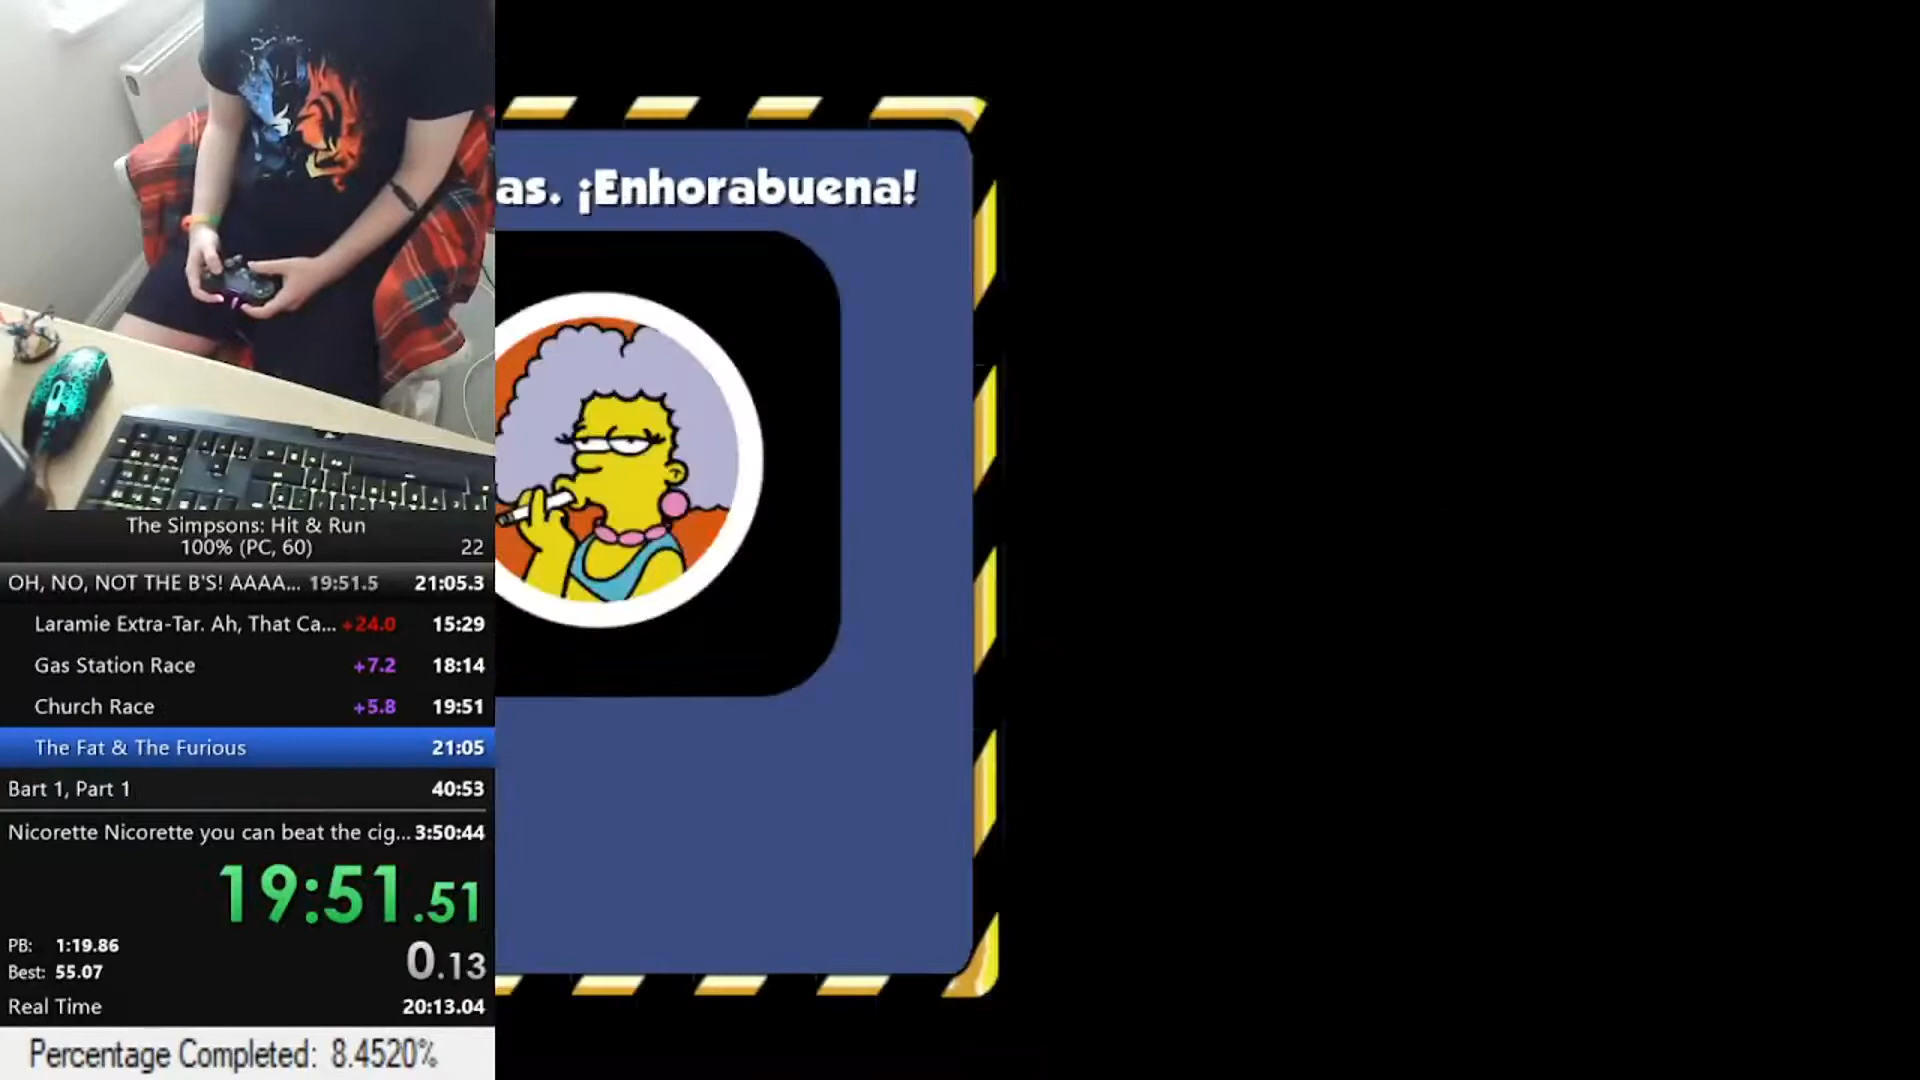 as. ¡Enhorabuena!
The Simpsons: Hit & Run
100% (PC, 60) 22
OH, NO, NOT THE B'S! AAAA... 19:51.5 21:05.3
Laramie Extra-Tar. Ah, That Ca... +24.0 15:29
Gas Station Race +7.2 18:14
Church Race +5.8 19:51
The Fat & The Furious 21:05
Bart 1, Part 1 40:53
Nicorette Nicorette you can beat the cig... 3:50:44
19:51.51
PB: 1:19.86 0.13
Best: 55.07
Real Time 20:13.04
Percentage Completed: 8.4520%